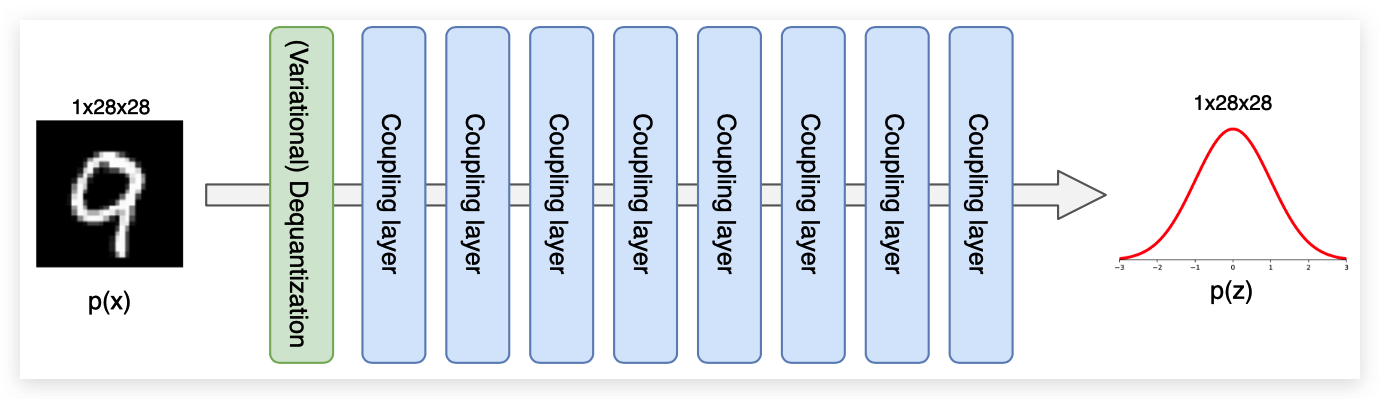 1x28x28
p(x)
(Variational) Dequantization
Coupling layer
Coupling layer
Coupling layer
Coupling layer
Coupling layer
Coupling layer
Coupling layer
Coupling layer
1x28x28
−3 −2 −1 0 1 2 3
p(z)